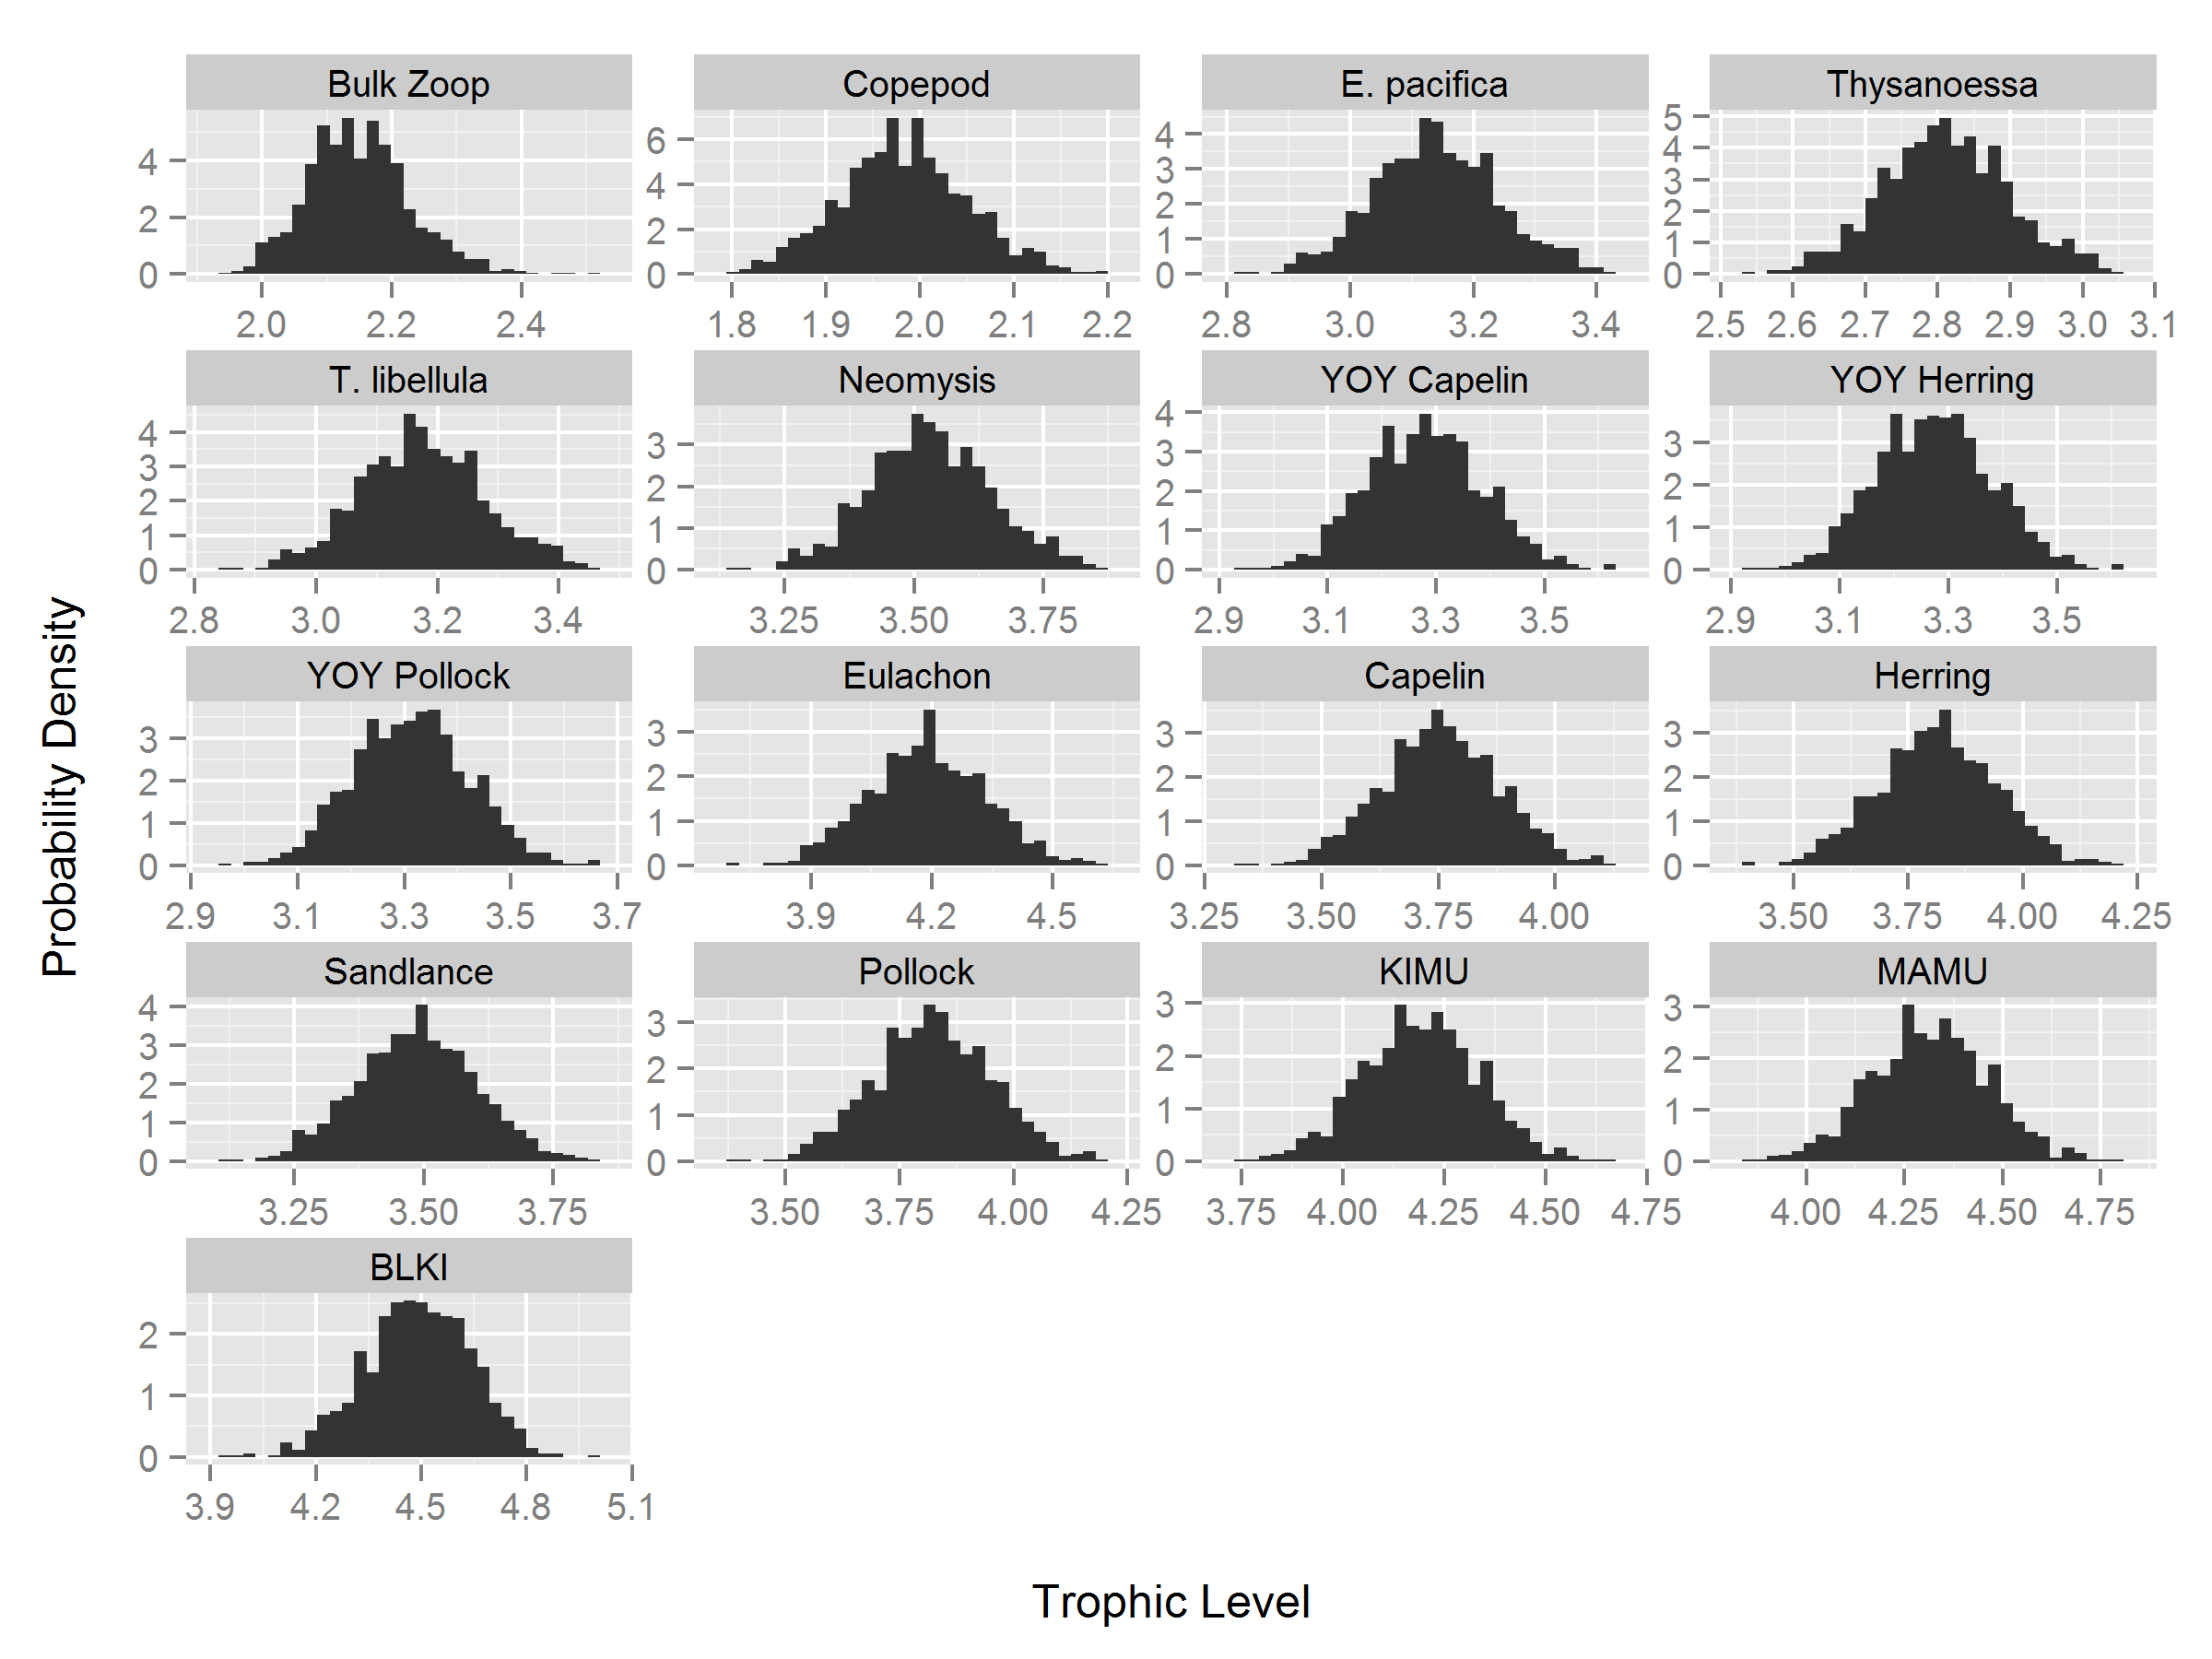 Bulk Zoop Copepod E. pacifica Thysanoessa
4 2 0 6 4 2 0 4 3 2 1 0 5 4 3 2 1 0
2.0 2.2 2.4 1.8 1.9 2.0 2.1 2.2 2.8 3.0 3.2 3.4 2.5 2.6 2.7 2.8 2.9 3.0 3.1
T. libellula Neomysis YOY Capelin YOY Herring
4 3 2 1 0 3 2 1 0 4 3 2 1 0 3 2 1 0
2.8 3.0 3.2 3.4 3.25 3.50 3.75 2.9 3.1 3.3 3.5 2.9 3.1 3.3 3.5
YOY Pollock Eulachon Capelin Herring
3 2 1 0 3 2 1 0 3 2 1 0 3 2 1 0
2.9 3.1 3.3 3.5 3.7 3.9 4.2 4.5 3.25 3.50 3.75 4.00 3.50 3.75 4.00 4.25
Sandlance Pollock KIMU MAMU
4 3 2 1 0 3 2 1 0 3 2 1 0 3 2 1 0
3.25 3.50 3.75 3.50 3.75 4.00 4.25 3.75 4.00 4.25 4.50 4.75 4.00 4.25 4.50 4.75
BLKI
2 1 0
3.9 4.2 4.5 4.8 5.1
Probability Density
Trophic Level